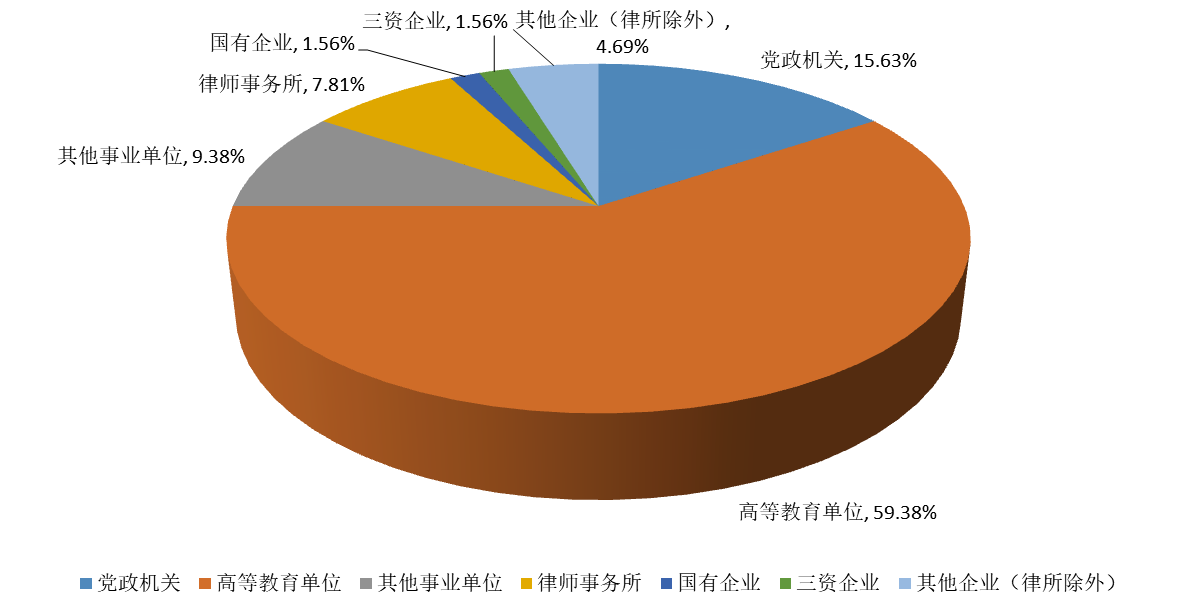 三资企业, 1.56%
其他企业（律所除外）,
4.69%
国有企业, 1.56%
党政机关, 15.63%
律师事务所, 7.81%
其他事业单位, 9.38%
高等教育单位, 59.38%
党政机关 高等教育单位 其他事业单位 律师事务所 国有企业 三资企业 其他企业（律所除外）